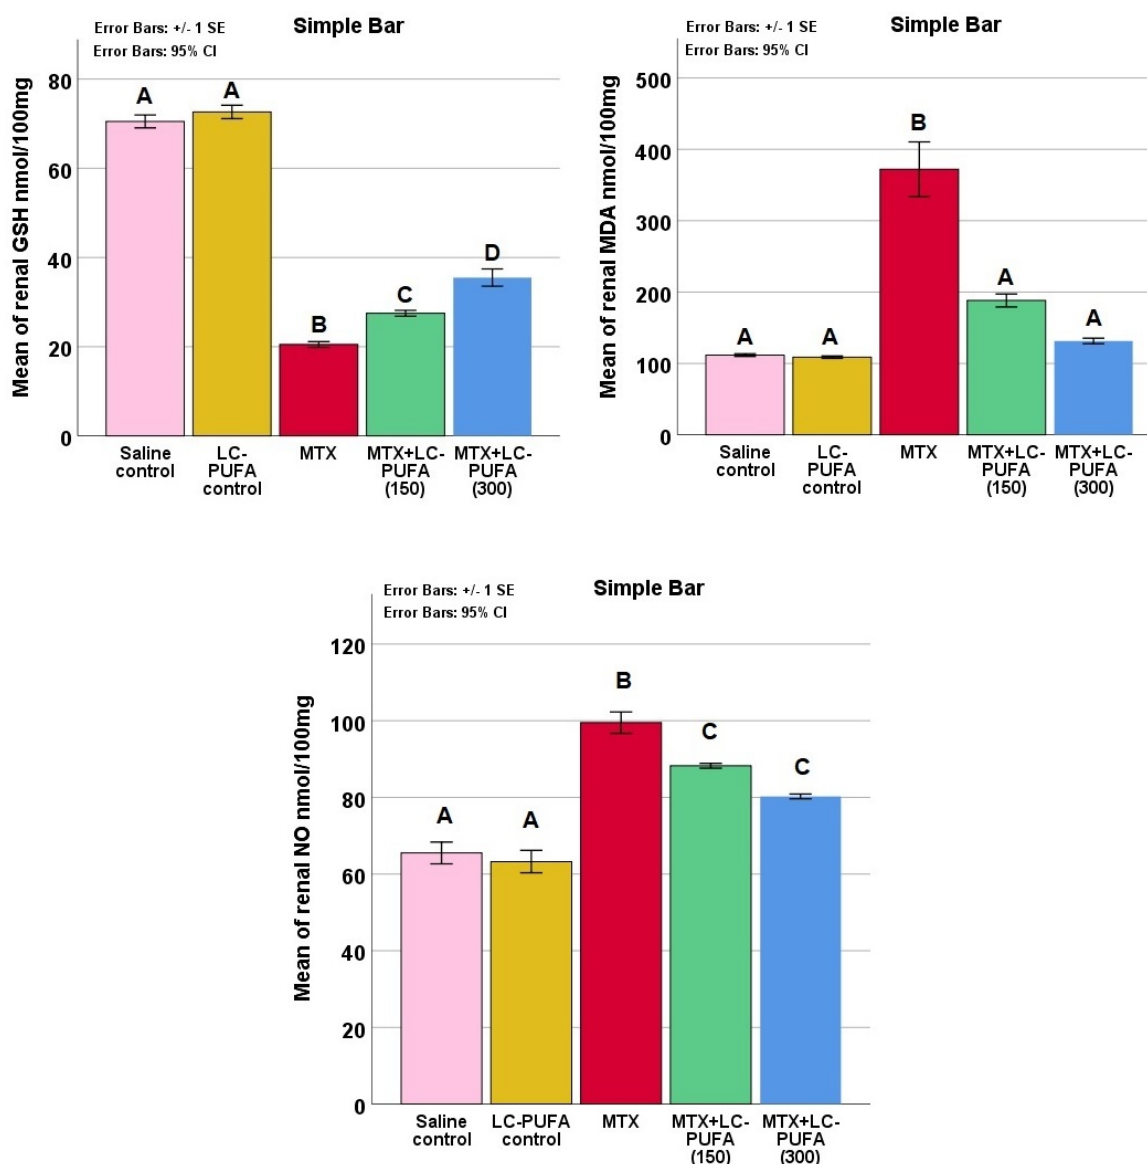 Error Bars: +/- 1 SE
Error Bars: 95% CI
Simple Bar
Mean of renal GSH nmol/100mg
80
60
40
20
0
A
A
B
C
D
Saline control
LC-PUFA control
MTX
MTX+LC-PUFA (150)
MTX+LC-PUFA (300)
Error Bars: +/- 1 SE
Error Bars: 95% CI
Simple Bar
Mean of renal MDA nmol/100mg
500
400
300
200
100
0
A
A
B
A
A
Saline control
LC-PUFA control
MTX
MTX+LC-PUFA (150)
MTX+LC-PUFA (300)
Error Bars: +/- 1 SE
Error Bars: 95% CI
Simple Bar
Mean of renal NO nmol/100mg
120
100
80
60
40
20
0
A
A
B
C
C
Saline control
LC-PUFA control
MTX
MTX+LC-PUFA (150)
MTX+LC-PUFA (300)